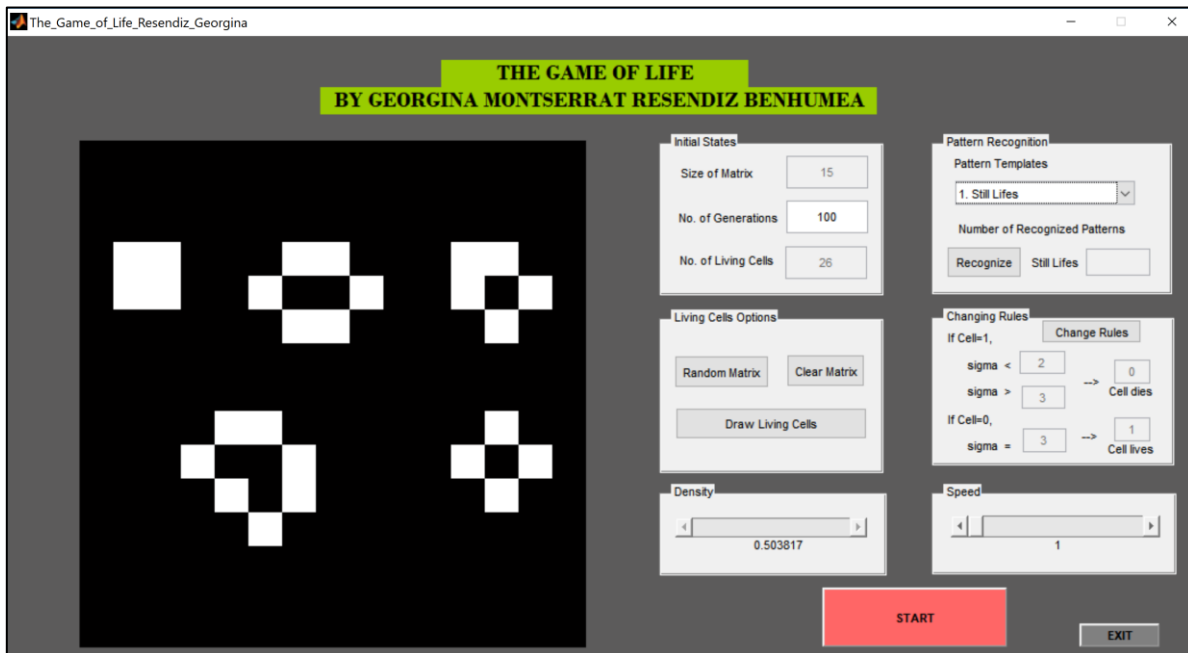 The_Game_of_Life_Resendiz_Georgina
THE GAME OF LIFE
BY GEORGINA MONTSERRAT RESENDIZ BENHUMEA
Initial States
Size of Matrix 15
No. of Generations 100
No. of Living Cells 26
Pattern Recognition
Pattern Templates
1. Still Lifes
Number of Recognized Patterns
Recognize Still Lifes
Living Cells Options
Random Matrix Clear Matrix
Draw Living Cells
Changing Rules
If Cell=1, Change Rules
sigma < 2
--> 0
sigma > 3
Cell dies
If Cell=0,
sigma = 3 --> 1
Cell lives
Density
0.503817
Speed
1
START
EXIT